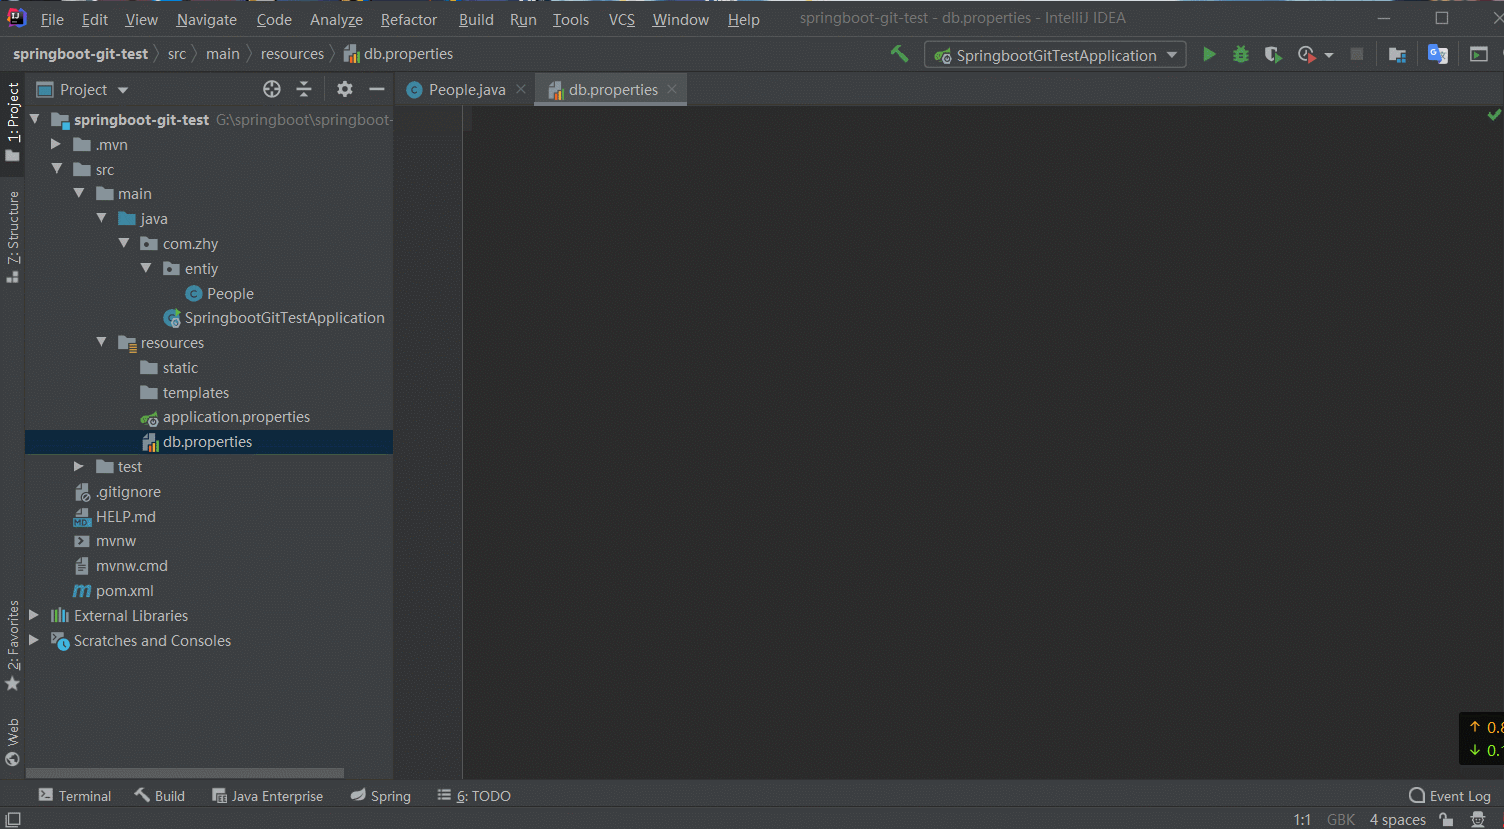 File Edit View Navigate Code Analyze Refactor Build Run Tools VCS Window Help springboot-git-test - db.properties - IntelliJ IDEA
springboot-git-test src main resources db.properties SpringbootGitTestApplication
1: Project
Project
People.java db.properties
springboot-git-test G:\springboot\springboot-
.mvn
src
main
7: Structure
java
com.zhy
entiy
People
SpringbootGitTestApplication
resources
static
templates
application.properties
db.properties
test
.gitignore
HELP.md
mvnw
mvnw.cmd
pom.xml
2: Favorites
External Libraries
Scratches and Consoles
Web
↑ 0.8
↓ 0.1
Terminal Build Java Enterprise Spring 6: TODO Event Log
1:1 GBK 4 spaces